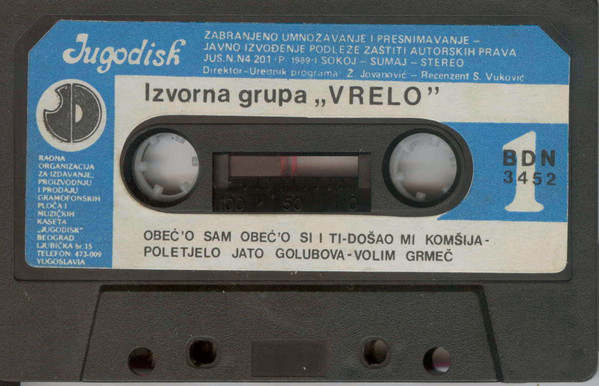 Jugodisk
ZABRANJENO UMNOŽAVANJE I PRESNIMAVANJE –
JAVNO IZVOĐENJE PODLEŽE ZAŠTITI AUTORSKIH PRAVA
JUS.N.N4 201 · P· 1989·I SOKOJ – SUMAJ – STEREO
Direktor-Urednik programa: Ž. Jovanović – Recenzent S. Vuković
Izvorna grupa „VRELO”
RADNA
ORGANIZACIJA
ZA IZDAVANJE,
PROIZVODNJU
I PRODAJU
GRAMOFONSKIH
PLOČA I
MUZIČKIH
KASETA
„JUGODISK”
BEOGRAD
LJUBIČKA br. 15
TELEFON: 473-009
YUGOSLAVIA
1
BDN
3452
100 50 0
OBEĆ'O SAM OBEĆ'O SI I TI-DOŠAO MI KOMŠIJA-
POLETJELO JATO GOLUBOVA-VOLIM GRMEČ